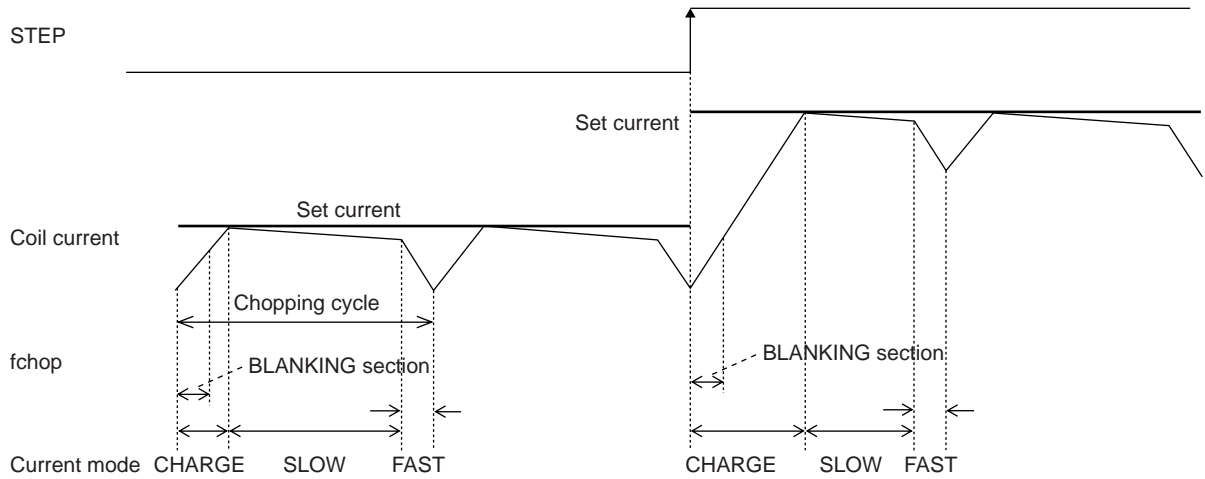 STEP
Set current
Set current
Coil current
Chopping cycle
fchop
BLANKING section
BLANKING section
Current mode CHARGE SLOW FAST CHARGE SLOW FAST